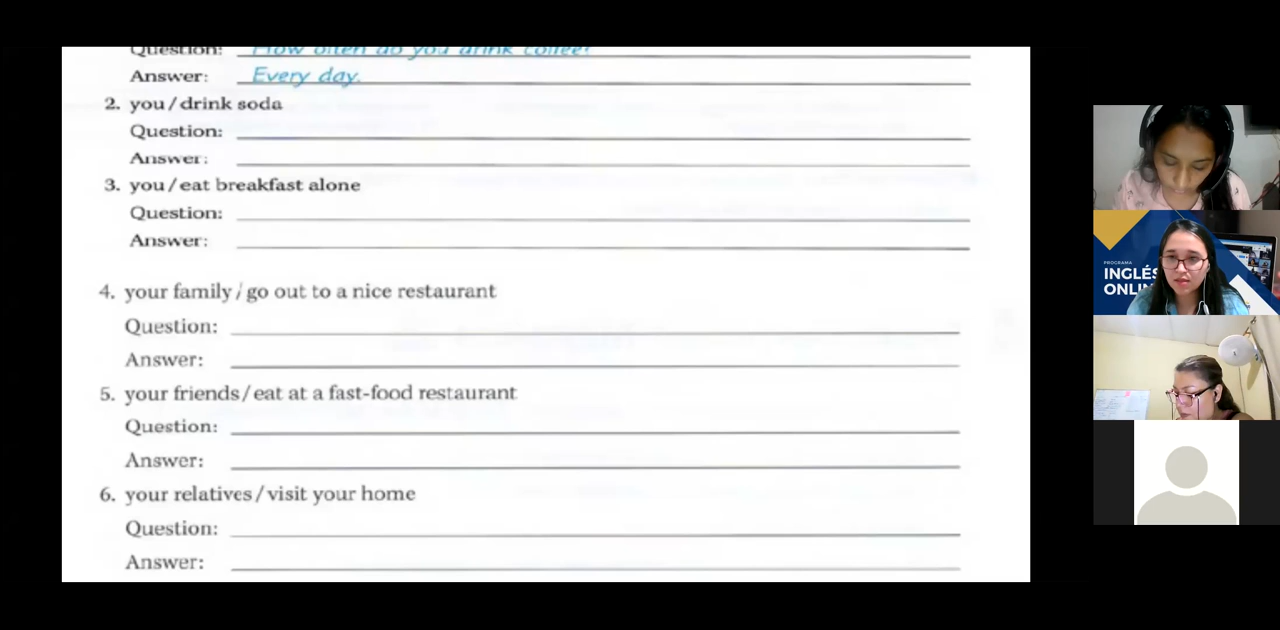 Question: How often do you drink coffee?
Answer: Every day.
2. you / drink soda
Question:
Answer:
3. you / eat breakfast alone
Question:
Answer:
4. your family / go out to a nice restaurant
Question:
Answer:
5. your friends / eat at a fast-food restaurant
Question:
Answer:
6. your relatives / visit your home
Question:
Answer:
PROGRAMA
INGLÉS
ONLIN